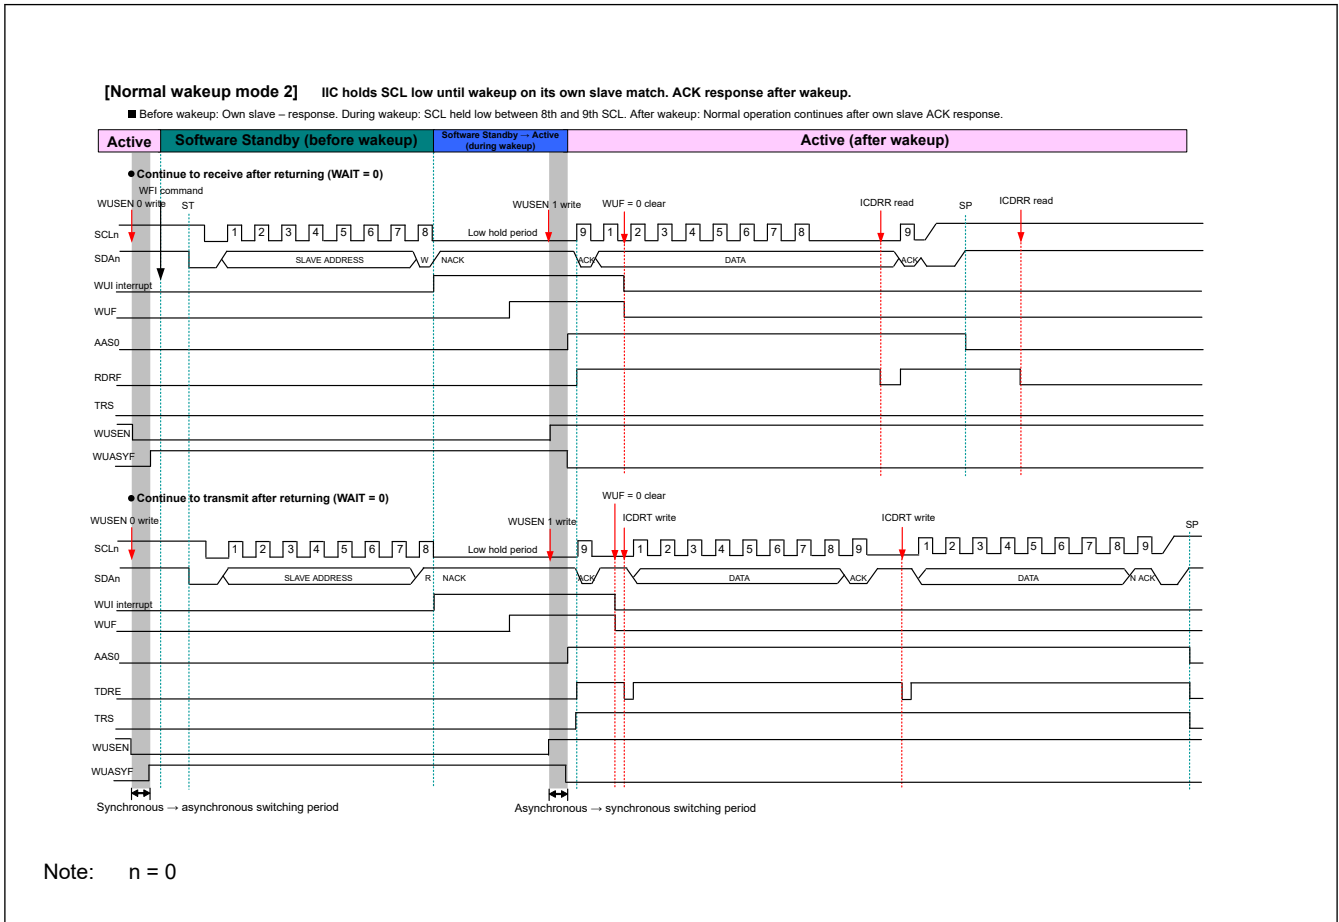 [Normal wakeup mode 2] IIC holds SCL low until wakeup on its own slave match. ACK response after wakeup.
■ Before wakeup: Own slave – response. During wakeup: SCL held low between 8th and 9th SCL. After wakeup: Normal operation continues after own slave ACK response.
Active Software Standby (before wakeup) Software Standby → Active (during wakeup) Active (after wakeup)
● Continue to receive after returning (WAIT = 0)
WFI command
WUSEN 0 write ST WUSEN 1 write WUF = 0 clear ICDRR read SP ICDRR read
SCLn 1 2 3 4 5 6 7 8 Low hold period 9 1 2 3 4 5 6 7 8 9
SDAn SLAVE ADDRESS W NACK ACK DATA ACK
WUI interrupt
WUF
AAS0
RDRF
TRS
WUSEN
WUASYF
● Continue to transmit after returning (WAIT = 0)
WUF = 0 clear
WUSEN 0 write WUSEN 1 write ICDRT write ICDRT write SP
SCLn 1 2 3 4 5 6 7 8 Low hold period 9 1 2 3 4 5 6 7 8 9 1 2 3 4 5 6 7 8 9
SDAn SLAVE ADDRESS R NACK ACK DATA ACK DATA N ACK
WUI interrupt
WUF
AAS0
TDRE
TRS
WUSEN
WUASYF
Synchronous → asynchronous switching period Asynchronous → synchronous switching period
Note: n = 0